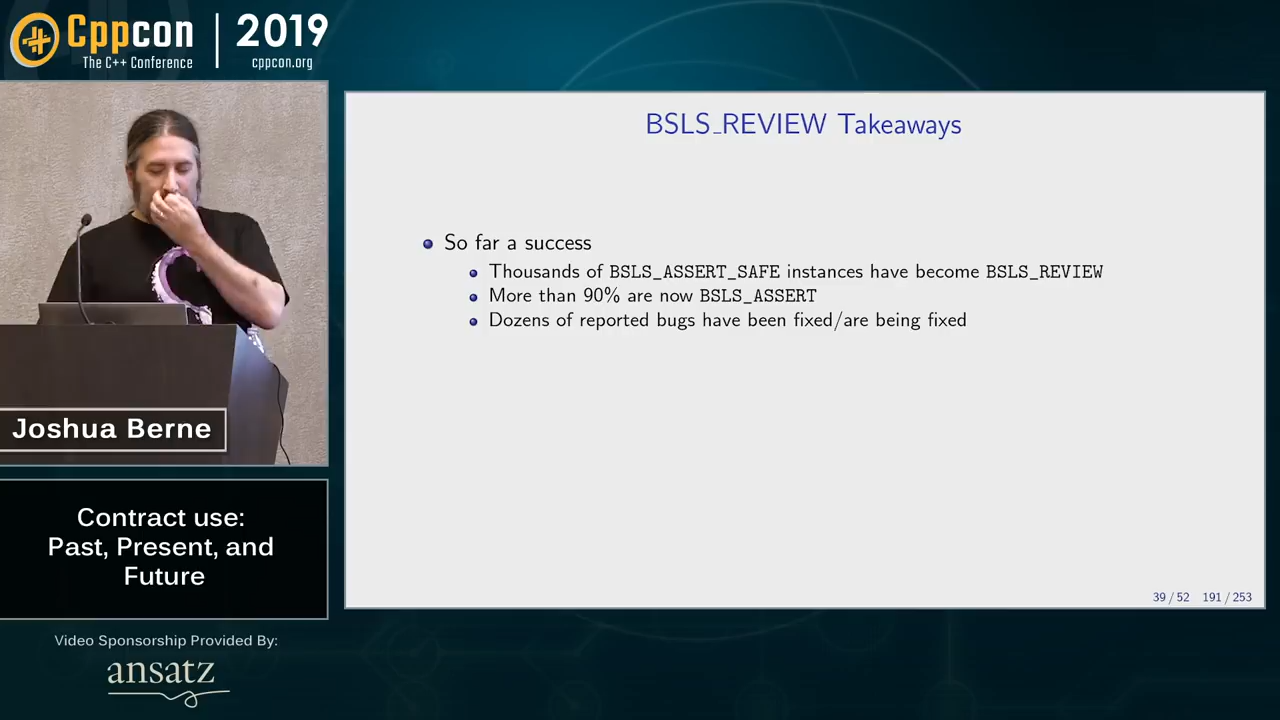 Cppcon | 2019
The C++ Conference cppcon.org
BSLS_REVIEW Takeaways
So far a success
Thousands of BSLS_ASSERT_SAFE instances have become BSLS_REVIEW
More than 90% are now BSLS_ASSERT
Dozens of reported bugs have been fixed/are being fixed
39 / 52 191 / 253
Joshua Berne
Contract use:
Past, Present, and
Future
Video Sponsorship Provided By:
ansatz